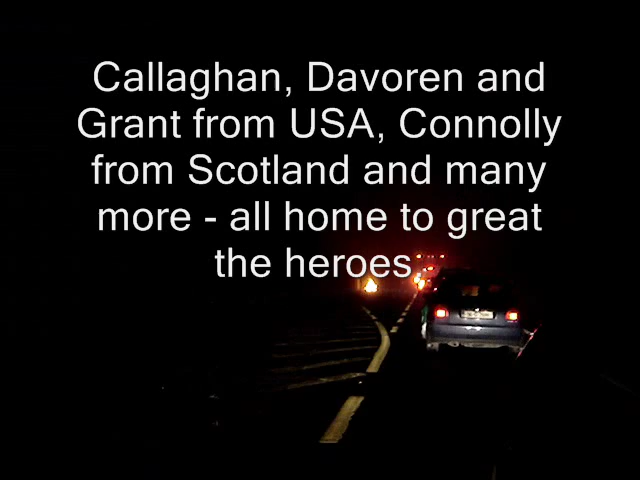 Callaghan, Davoren and
Grant from USA, Connolly
from Scotland and many
more - all home to great
the heroes